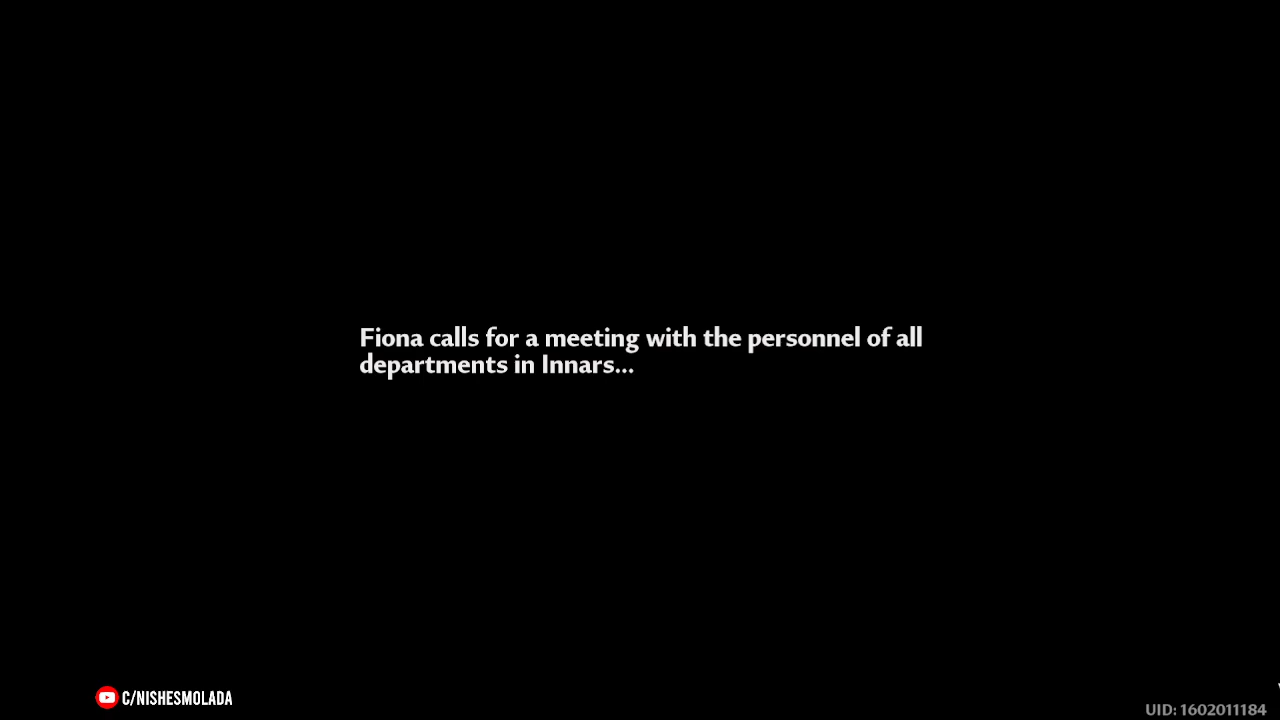 Fiona calls for a meeting with the personnel of all
departments in Innars...
C/NISHESMOLADA
UID: 1602011184